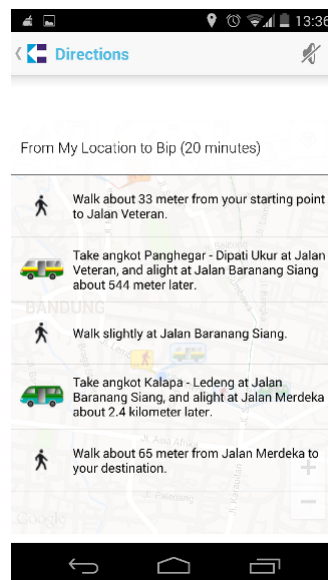 13:36
Directions
From My Location to Bip (20 minutes)
Walk about 33 meter from your starting point
to Jalan Veteran.
Take angkot Panghegar - Dipati Ukur at Jalan
Veteran, and alight at Jalan Baranang Siang
about 544 meter later.
BANDUNG
Walk slightly at Jalan Baranang Siang.
Take angkot Kalapa - Ledeng at Jalan
Baranang Siang, and alight at Jalan Merdeka
about 2.4 kilometer later.
Jl. Asia Afrika
Walk about 65 meter from Jalan Merdeka to
your destination.
Google